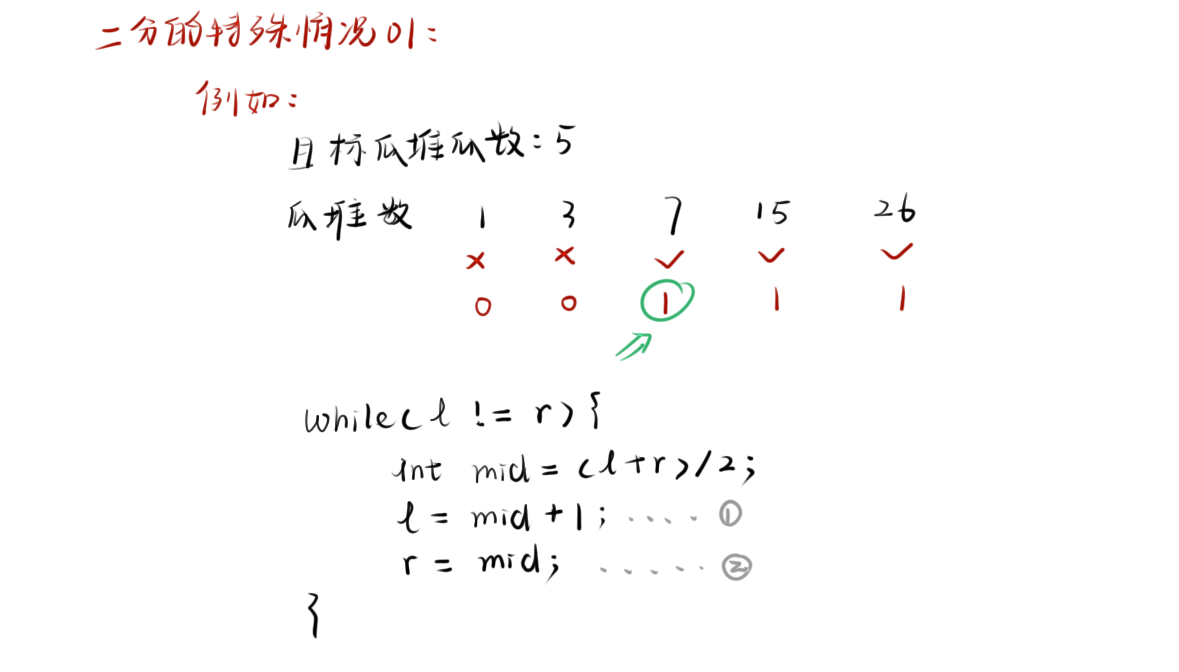 二分的特殊情况01:
例如:
目标瓜堆瓜数:5
瓜堆数 1 3 7 15 26
× × ✓ ✓ ✓
0 0 1 1 1
while(l != r){
int mid = (l+r)/2;
l = mid + 1; .... ①
r = mid; ..... ②
}